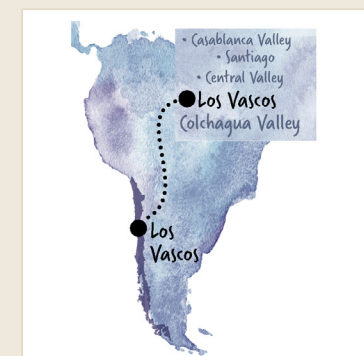 • Casablanca Valley
• Santiago
• Central Valley
Los Vascos
Colchagua Valley
Los
Vascos